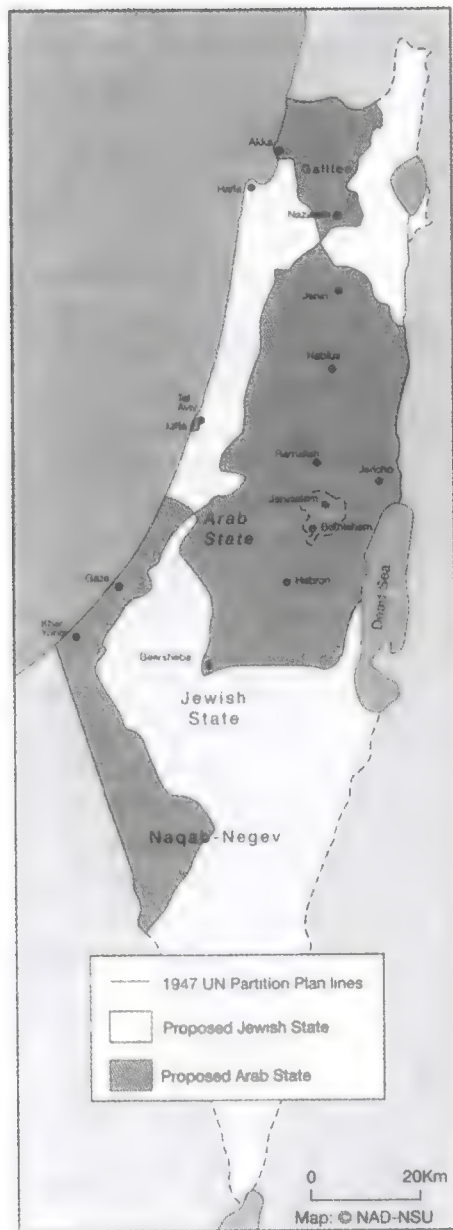 Akka
Galilee
Haifa
Nazareth
Jenin
Nablus
Tel
Aviv
Jaffa
Ramallah
Jericho
Jerusalem
Arab
State
Bethlehem
Gaza
Hebron
Dead Sea
Khan
Yunis
Beersheba
Jewish
State
Naqab-Negev
1947 UN Partition Plan lines
Proposed Jewish State
Proposed Arab State
0 20Km
Map: © NAD-NSU